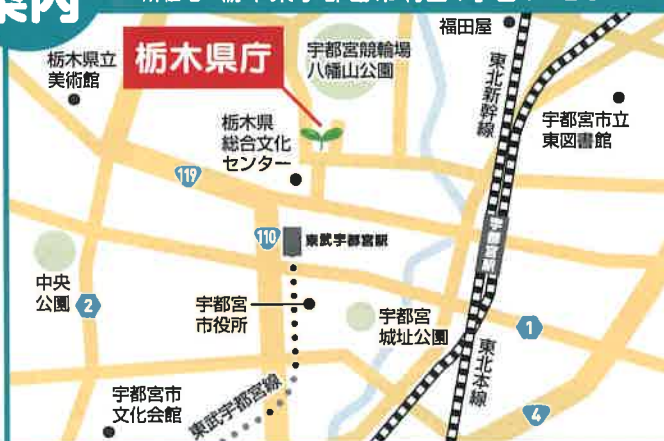 案内
福田屋
栃木県立
美術館
栃木県庁
宇都宮競輪場
八幡山公園
東北新幹線
宇都宮市立
東図書館
栃木県
総合文化
センター
119
110
東武宇都宮駅
宇都宮駅
中央
公園
2
宇都宮
市役所
宇都宮
城址公園
1
東北本線
宇都宮市
文化会館
東武宇都宮線
4